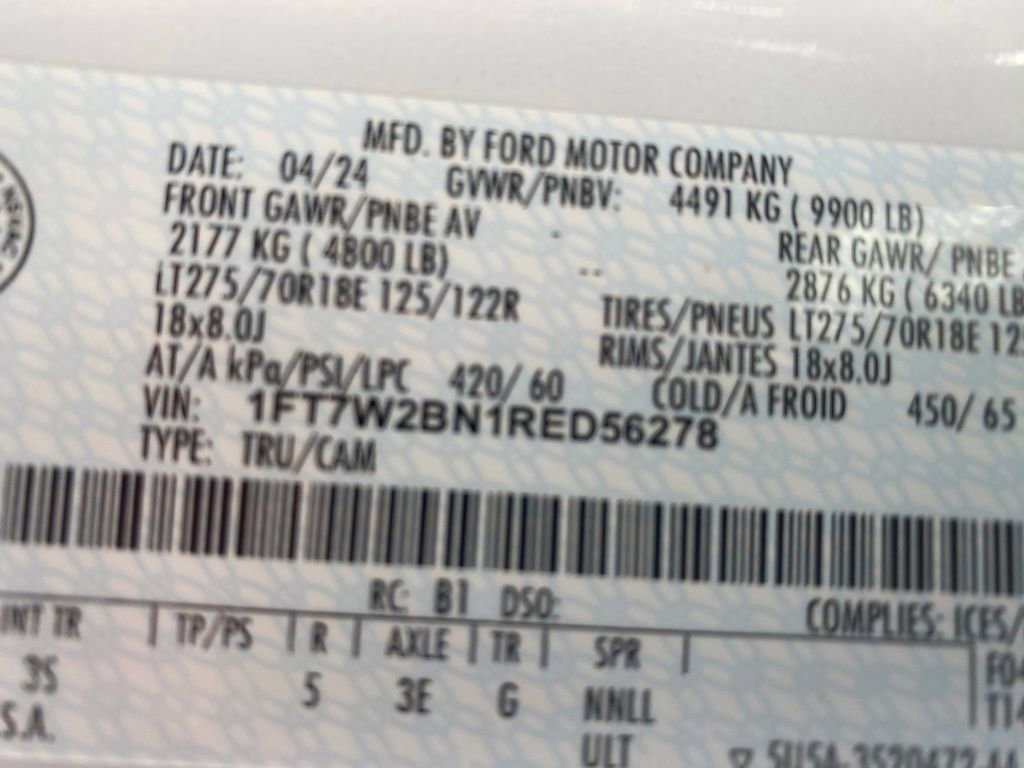 MFD. BY FORD MOTOR COMPANY
DATE: 04/24 GVWR/PNBV: 4491 KG ( 9900 LB)
FRONT GAWR/PNBE AV REAR GAWR/ PNBE
2177 KG ( 4800 LB) 2876 KG ( 6340 LB
LT275/70R18E 125/122R TIRES/PNEUS LT275/70R18E 12
18x8.0J RIMS/JANTES 18x8.0J
AT/A kPa/PSI/LPC 420/ 60 COLD/A FROID 450/ 65
VIN: 1FT7W2BN1RED56278
TYPE: TRU/CAM
RC: B1 DSO:
COMPLIES: ICES/
INT TR TP/PS R AXLE TR SPR
3S 5 3E G NNLL
S.A. ULT